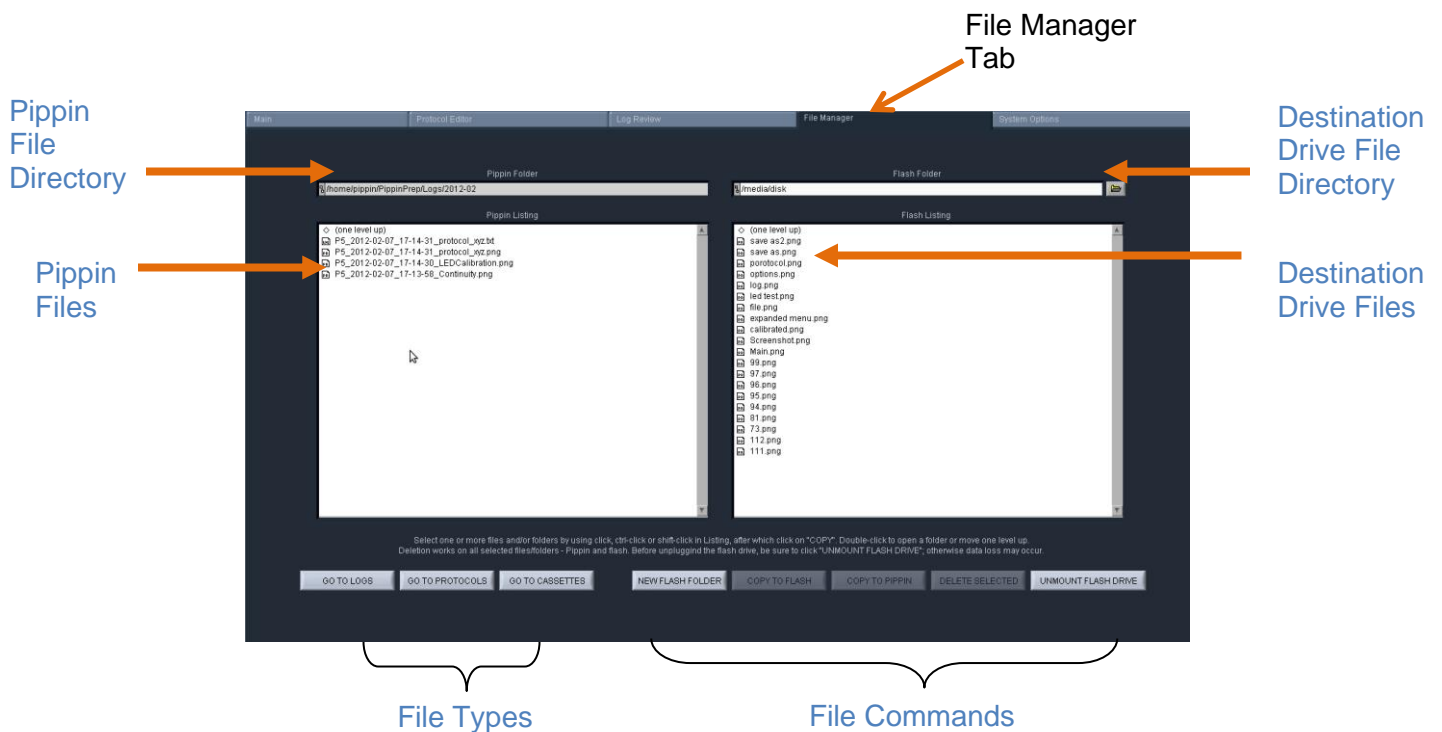 File Manager
Tab
Pippin
File
Directory
Destination
Drive File
Directory
Pippin
Files
Destination
Drive Files
Main
Protocol Editor
Log Review
File Manager
System Options
Pippin Folder
Flash Folder
/home/pippin/PippinPrep/Logs/2012-02
/media/disk
Pippin Listing
Flash Listing
(one level up)
P5_2012-02-07_17-14-31_protocol_xyz.txt
P5_2012-02-07_17-14-31_protocol_xyz.png
P5_2012-02-07_17-14-30_LEDCalibration.png
P5_2012-02-07_17-13-58_Continuity.png
(one level up)
save as2.png
save as.png
porotocol.png
options.png
log.png
led test.png
file.png
expanded menu.png
calibrated.png
Screenshot.png
Main.png
99.png
97.png
96.png
95.png
94.png
81.png
73.png
112.png
111.png
Select one or more files and/or folders by using click, ctrl-click or shift-click in Listing, after which click on "COPY". Double-click to open a folder or move one level up.
Deletion works on all selected files/folders - Pippin and flash. Before unpluggind the flash drive, be sure to click "UNMOUNT FLASH DRIVE"; otherwise data loss may occur.
GO TO LOGS
GO TO PROTOCOLS
GO TO CASSETTES
NEW FLASH FOLDER
COPY TO FLASH
COPY TO PIPPIN
DELETE SELECTED
UNMOUNT FLASH DRIVE
File Types
File Commands